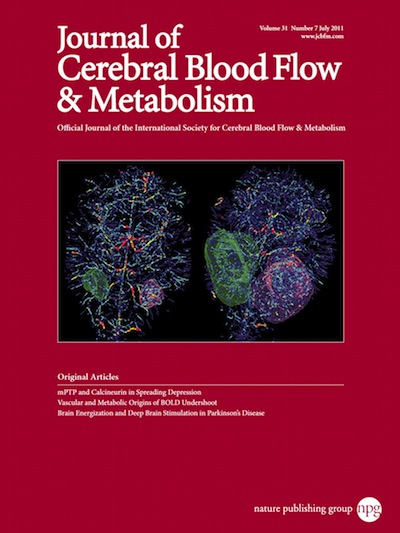 Volume 31 Number 7 July 2011
www.jcbfm.com
Journal of
Cerebral Blood Flow
& Metabolism
Official Journal of the International Society for Cerebral Blood Flow & Metabolism
Original Articles
mPTP and Calcineurin in Spreading Depression
Vascular and Metabolic Origins of BOLD Undershoot
Brain Energization and Deep Brain Stimulation in Parkinson's Disease
nature publishing group npg